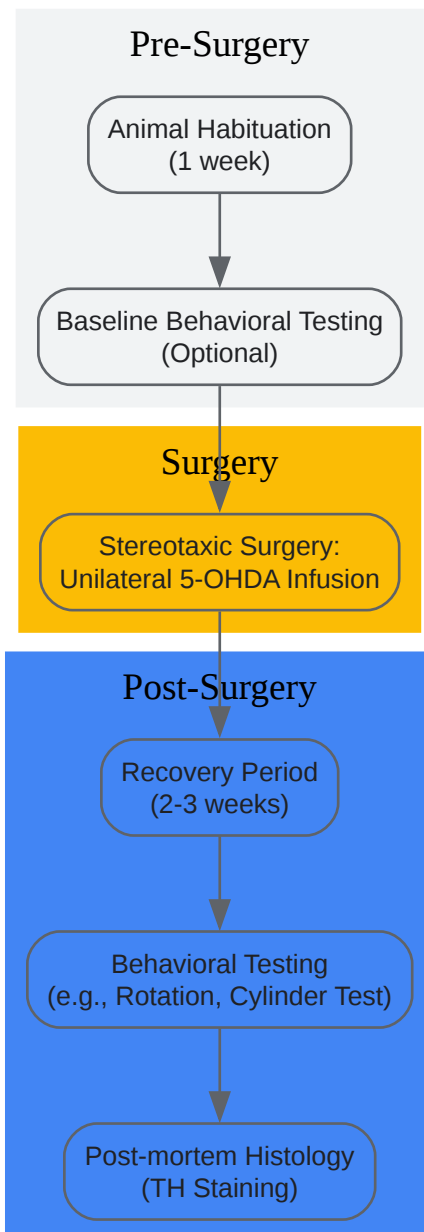 Pre-Surgery
Animal Habituation
(1 week)
Baseline Behavioral Testing
(Optional)
Surgery
Stereotaxic Surgery:
Unilateral 5-OHDA Infusion
Post-Surgery
Recovery Period
(2-3 weeks)
Behavioral Testing
(e.g., Rotation, Cylinder Test)
Post-mortem Histology
(TH Staining)